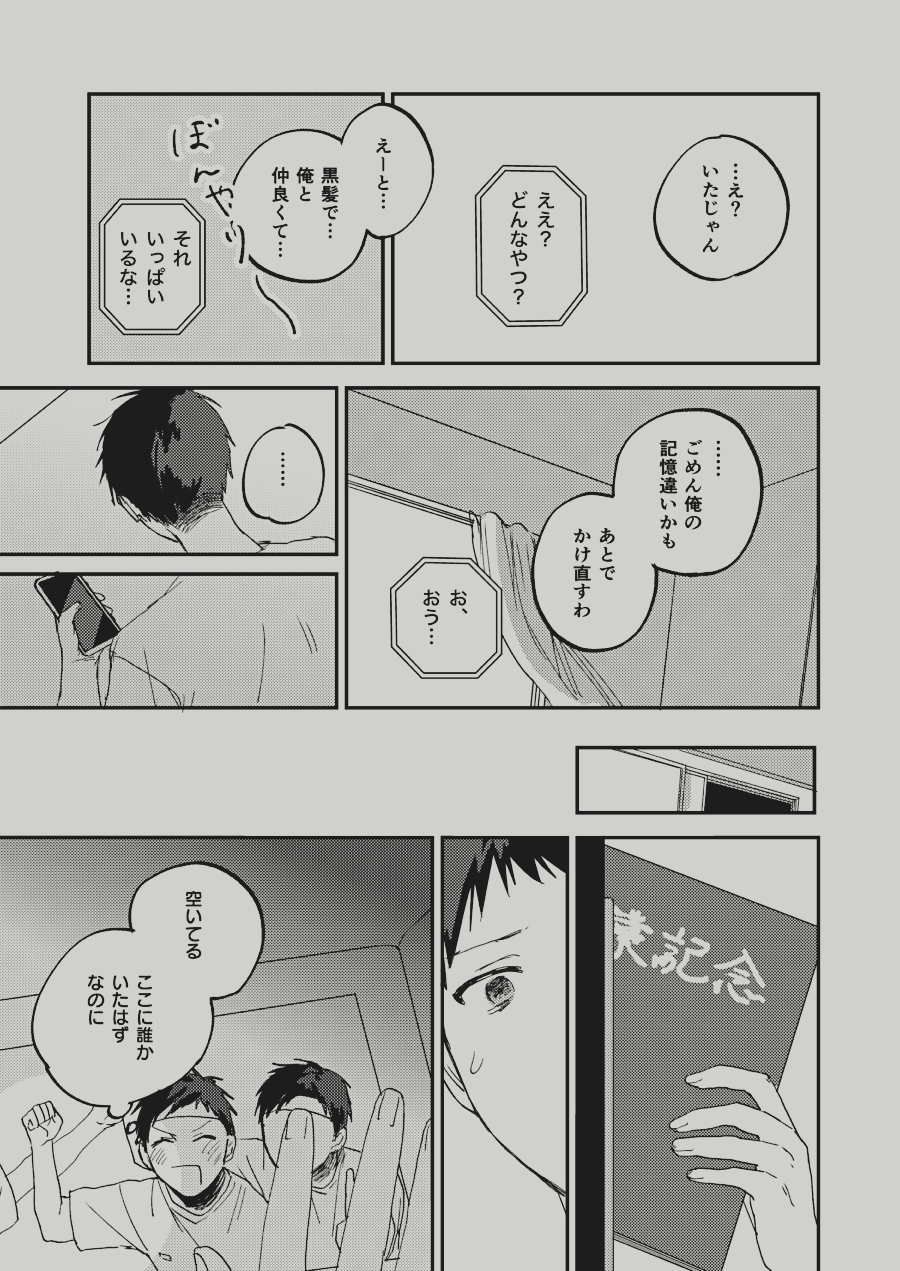 …え?
いたじゃん
ええ?
どんなやつ?
えーと…
黒髪で…
俺と
仲良くて…
ぼんやり
それ
いっぱい
いるな…
……
ごめん俺の
記憶違いかも
あとで
かけ直すわ
お、
おう…
……
業記念
空いてる
ここに誰か
いたはず
なのに